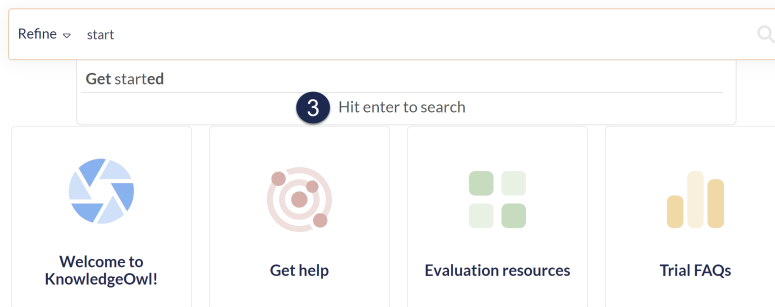 Refine start
Get started
3 Hit enter to search
Welcome to
KnowledgeOwl!
Get help
Evaluation resources
Trial FAQs